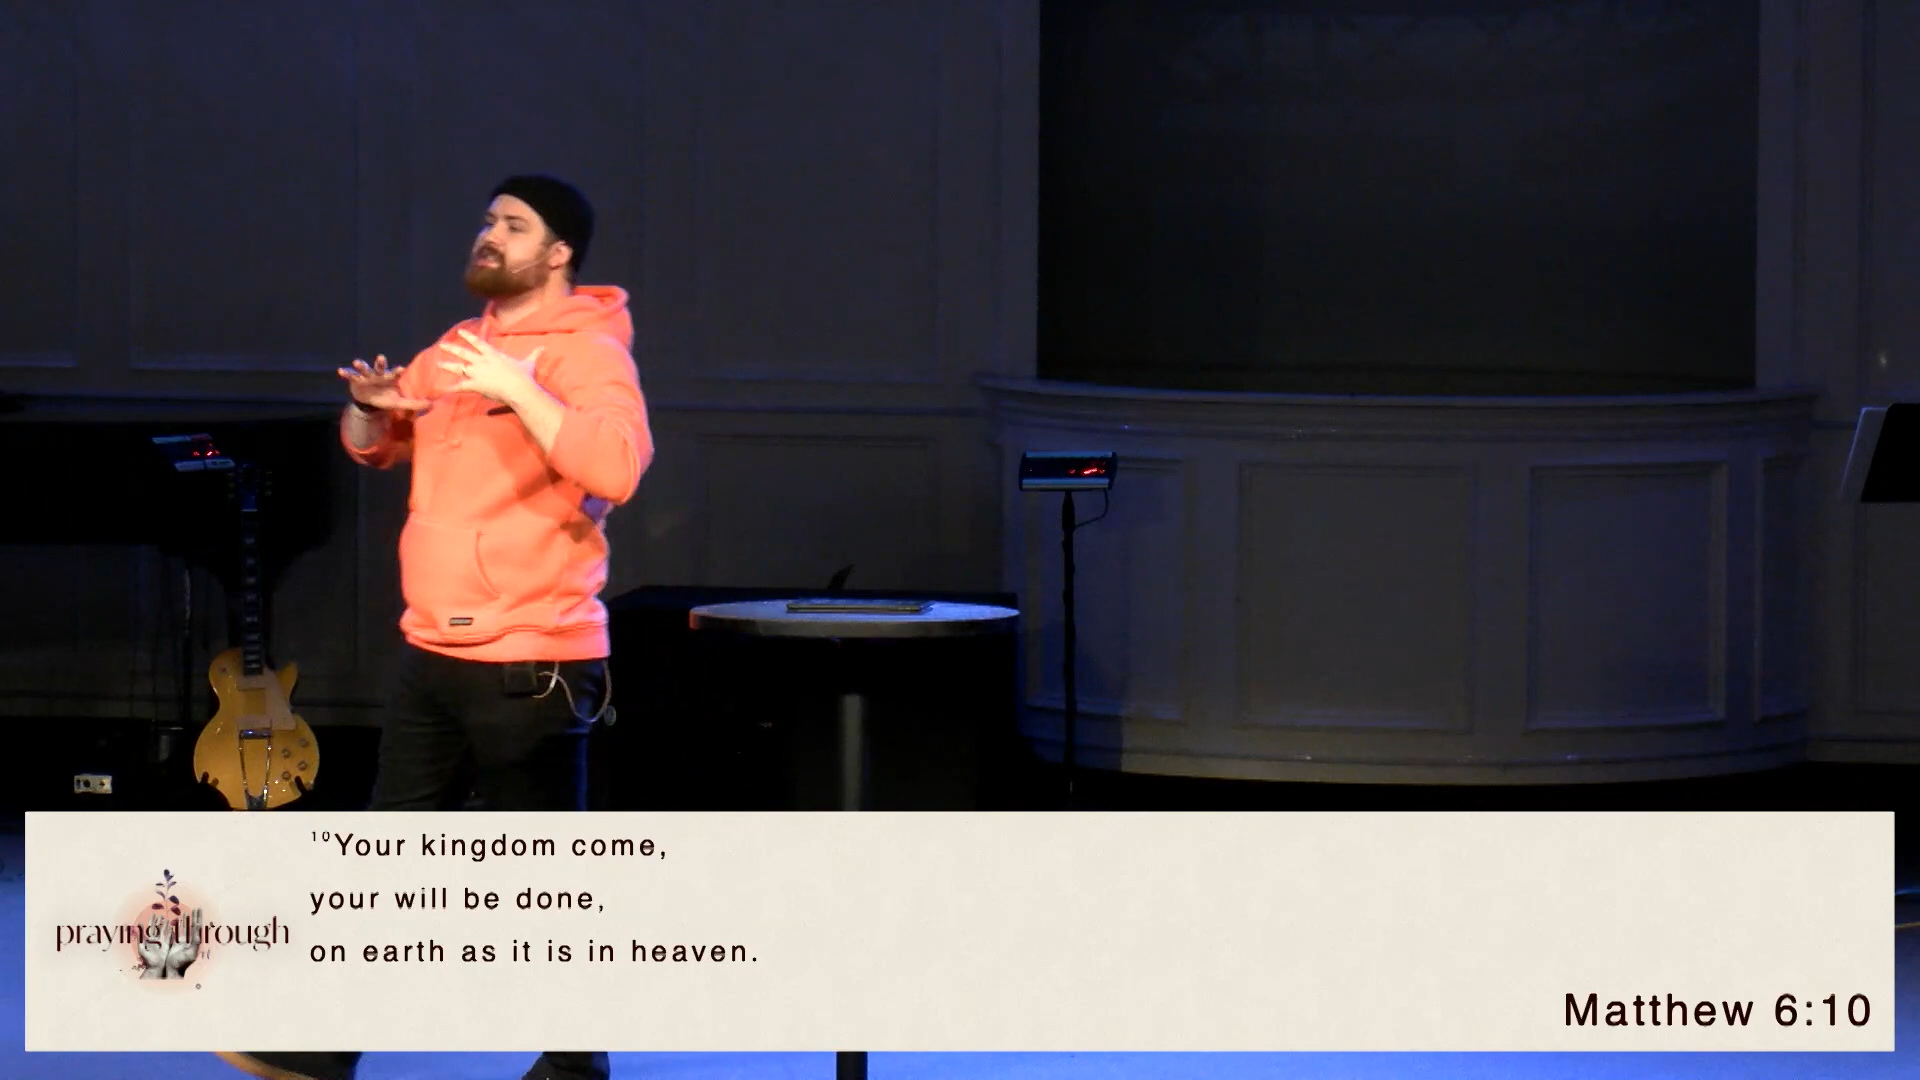 ¹⁰Your kingdom come,
your will be done,
on earth as it is in heaven.
praying through
Matthew 6:10